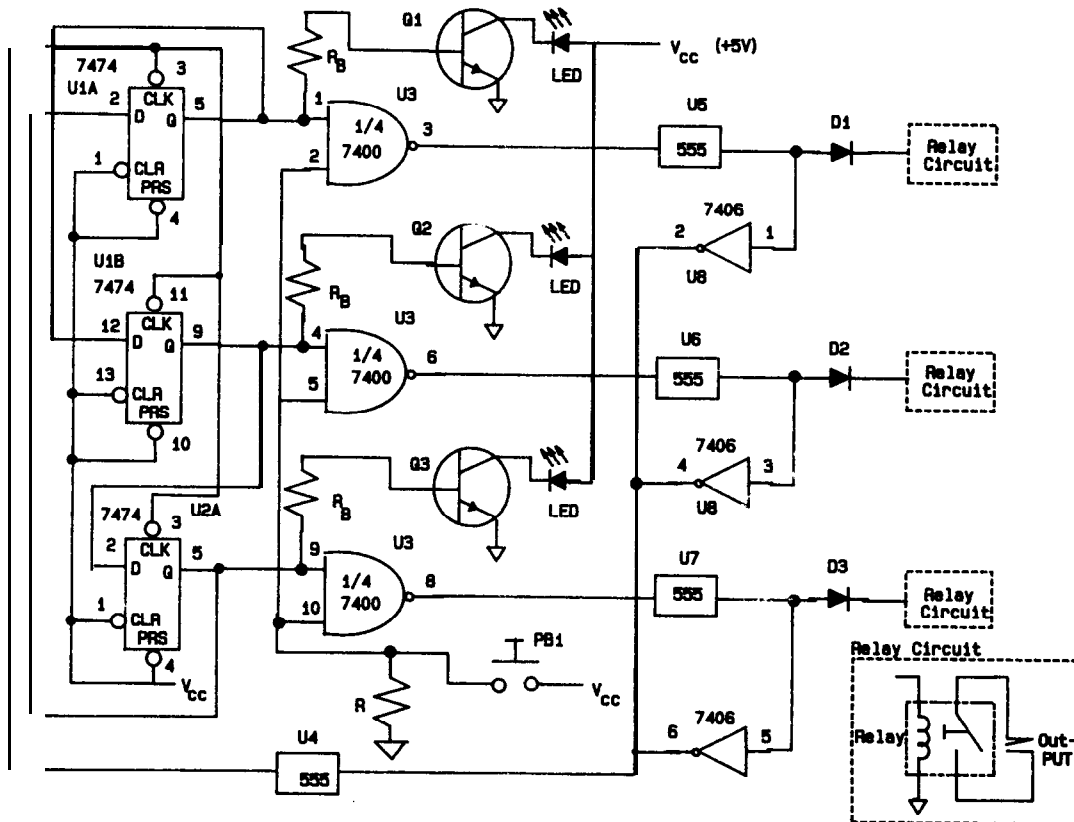 Q1
VCC (+5V)
LED
RB
7474
U1A
3
CLK
2
D
Q
5
1
CLR
PRS
4
U3
1
1/4
7400
2
3
U5
555
D1
Relay
Circuit
7406
2
1
U8
Q2
LED
RB
U1B
7474
11
CLK
12
D
Q
9
13
CLR
PRS
10
U3
4
1/4
7400
5
6
U6
555
D2
Relay
Circuit
7406
4
3
U8
Q3
LED
RB
7474
U2A
3
CLK
2
D
Q
5
1
CLR
PRS
4
VCC
U3
9
1/4
7400
10
8
U7
555
D3
Relay
Circuit
PB1
VCC
R
7406
6
5
U4
555
Relay Circuit
Relay
Out-
PUT